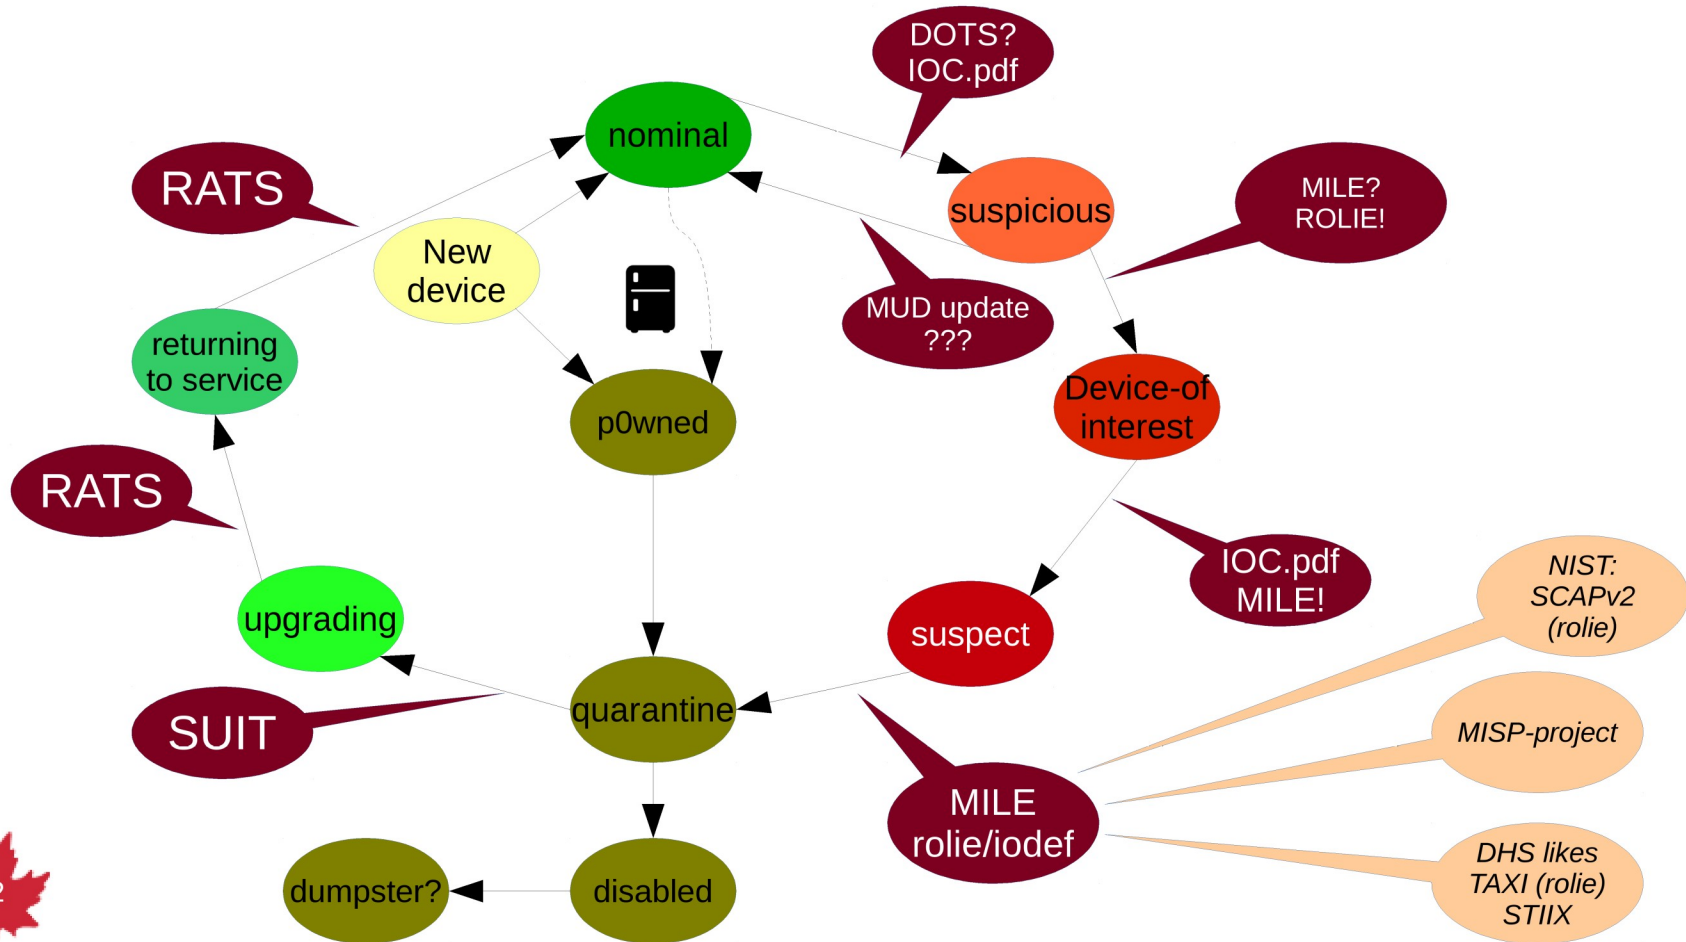 DOTS?
IOC.pdf
nominal
RATS
MILE?
ROLIE!
suspicious
New
device
MUD update
???
returning
to service
Device-of
interest
p0wned
RATS
IOC.pdf
MILE!
NIST:
SCAPv2
(rolie)
upgrading
suspect
quarantine
SUIT
MISP-project
MILE
rolie/iodef
DHS likes
TAXI (rolie)
STIIX
dumpster?
disabled
2